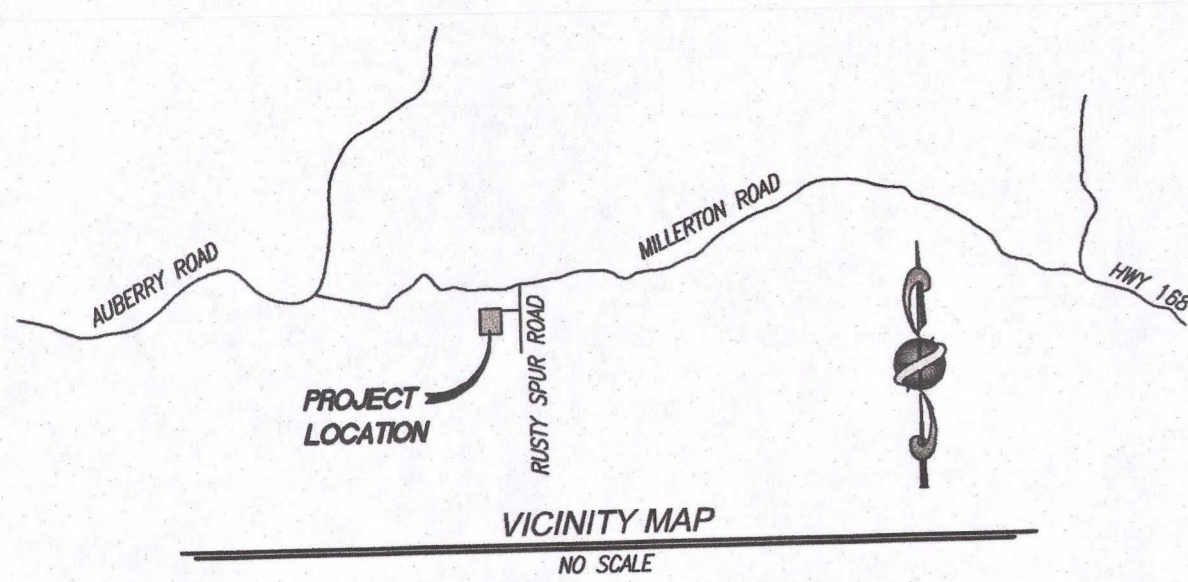 AUBERRY ROAD
MILLERTON ROAD
HWY 168
PROJECT
LOCATION
RUSTY SPUR ROAD
VICINITY MAP
NO SCALE